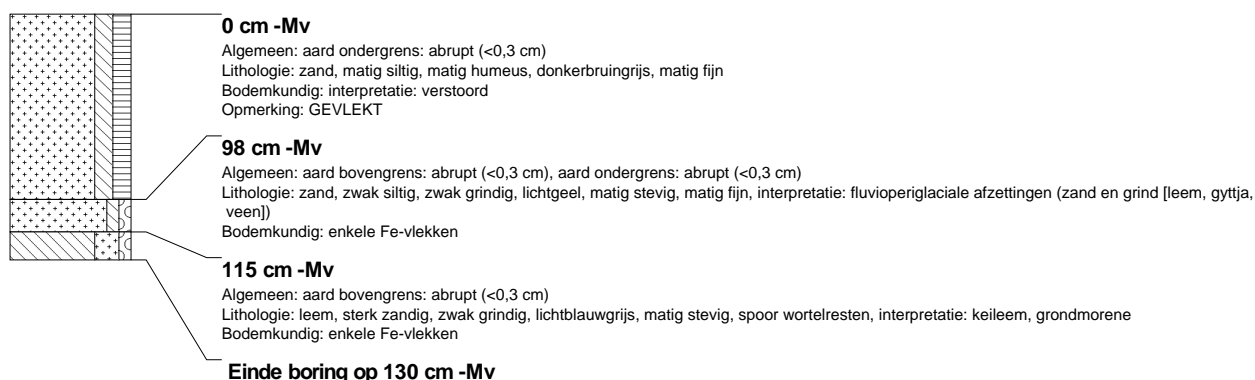 0 cm -Mv
Algemeen: aard ondergrens: abrupt (<0,3 cm)
Lithologie: zand, matig siltig, matig humeus, donkerbruingrijs, matig fijn
Bodemkundig: interpretatie: verstoord
Opmerking: GEVLEKT
98 cm -Mv
Algemeen: aard bovengrens: abrupt (<0,3 cm), aard ondergrens: abrupt (<0,3 cm)
Lithologie: zand, zwak siltig, zwak grindig, lichtgeel, matig stevig, matig fijn, interpretatie: fluvioperiglaciale afzettingen (zand en grind [leem, gyttja,
veen])
Bodemkundig: enkele Fe-vlekken
115 cm -Mv
Algemeen: aard bovengrens: abrupt (<0,3 cm)
Lithologie: leem, sterk zandig, zwak grindig, lichtblauwgrijs, matig stevig, spoor wortelresten, interpretatie: keileem, grondmorene
Bodemkundig: enkele Fe-vlekken
Einde boring op 130 cm -Mv